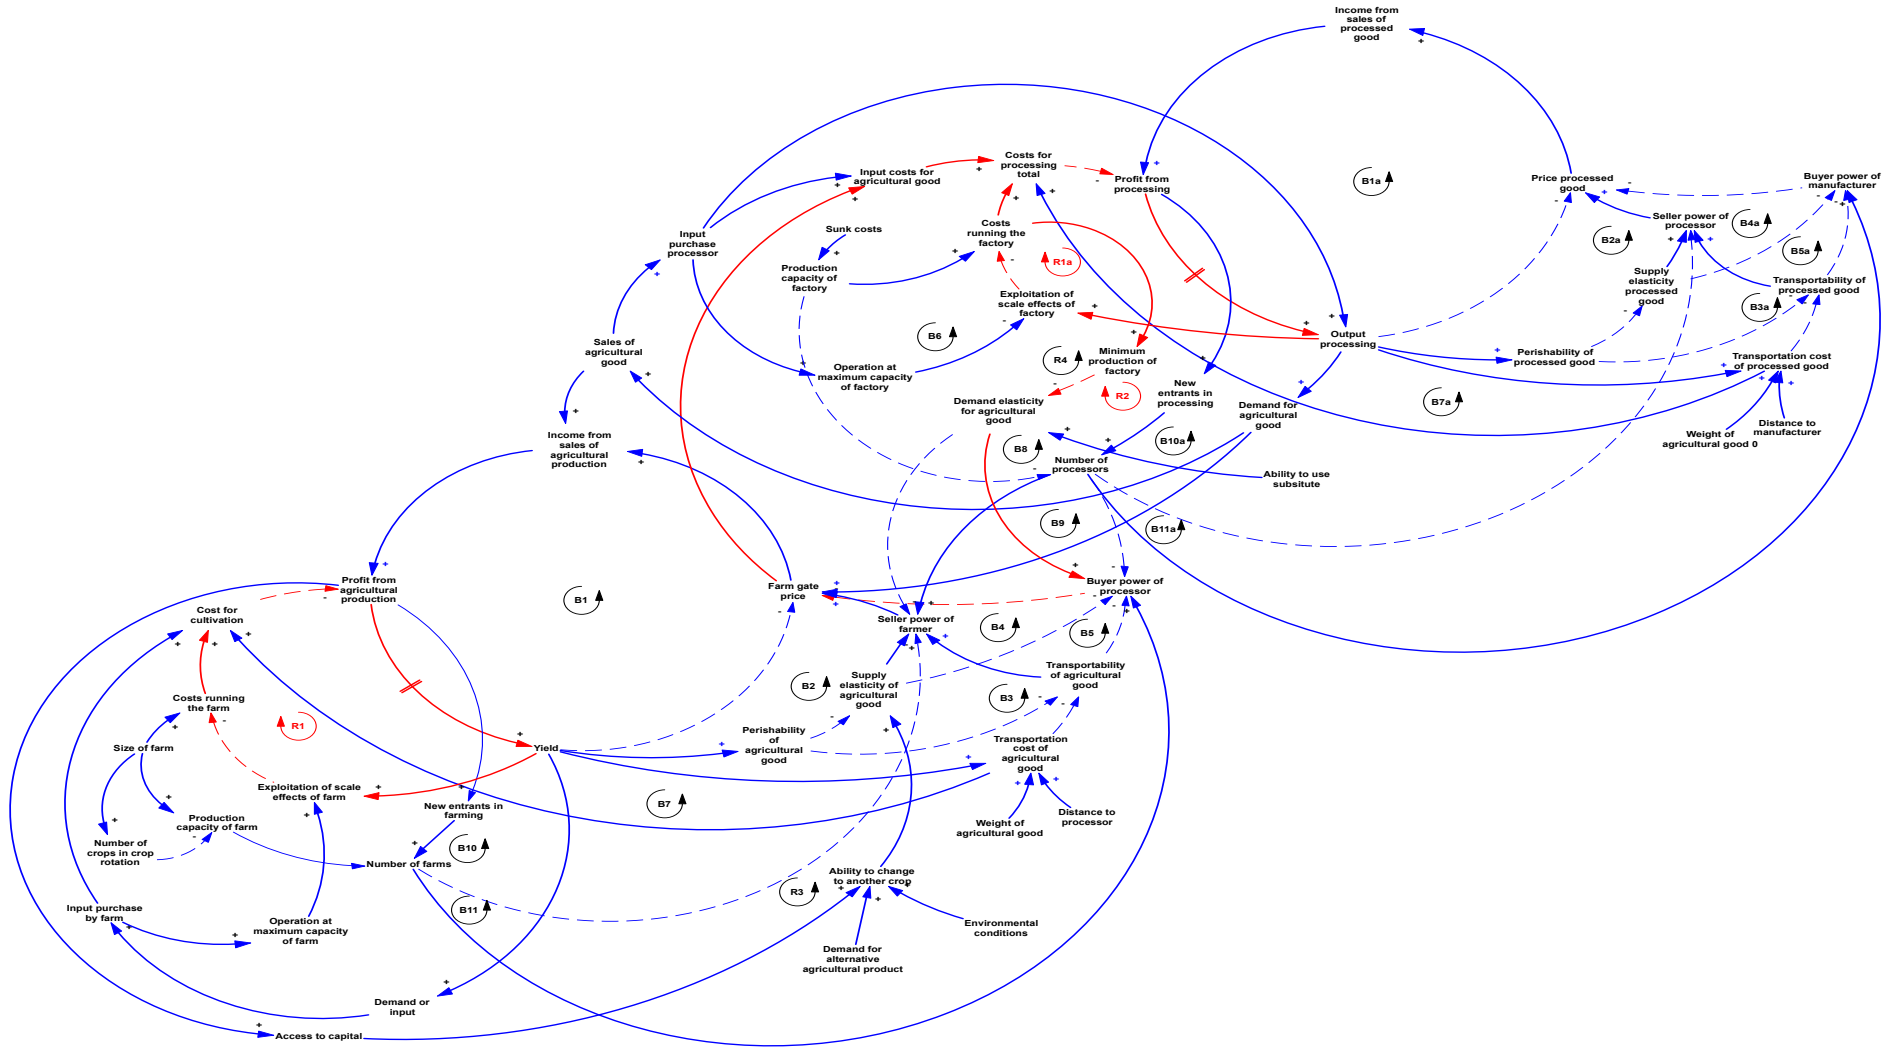 Income from
sales of
processed
good
Costs for
processing
total
Input costs for
agricultural good
Profit from
processing
B1a
Price processed
good
Buyer power of
manufacturer
Seller power of
processor
B4a
B2a
B5a
Sunk costs
Costs
running the
factory
Input
purchase
processor
R1a
Production
capacity of
factory
Supply
elasticity
processed
good
Transportability of
processed good
B3a
Exploitation of
scale effects of
factory
B6
Output
processing
Sales of
agricultural
good
R4
Minimum
production of
factory
Perishability of
processed good
Transportation cost
of processed good
Operation at
maximum capacity
of factory
R2
New
entrants in
processing
B7a
Demand elasticity
for agricultural
good
Demand for
agricultural
good
Distance to
manufacturer
Weight of
agricultural good 0
Income from
sales of
agricultural
production
B8
B10a
Number of
processors
Ability to use
subsitute
B9
B11a
Profit from
agricultural
production
B1
Farm gate
price
Buyer power of
processor
Cost for
cultivation
Seller power of
farmer
B4
B5
Transportability
of agricultural
good
Supply
elasticity of
agricultural
good
B2
B3
Costs running
the farm
R1
Size of farm
Yield
Perishability
of
agricultural
good
Transportation
cost of
agricultural
good
Exploitation of scale
effects of farm
B7
New entrants in
farming
Distance to
processor
Weight of
agricultural good
Production
capacity of farm
Number of
crops in crop
rotation
B10
Number of farms
Ability to change
to another crop
R3
Input purchase
by farm
B11
Operation at
maximum capacity
of farm
Environmental
conditions
Demand for
alternative
agricultural product
Demand or
input
Access to capital